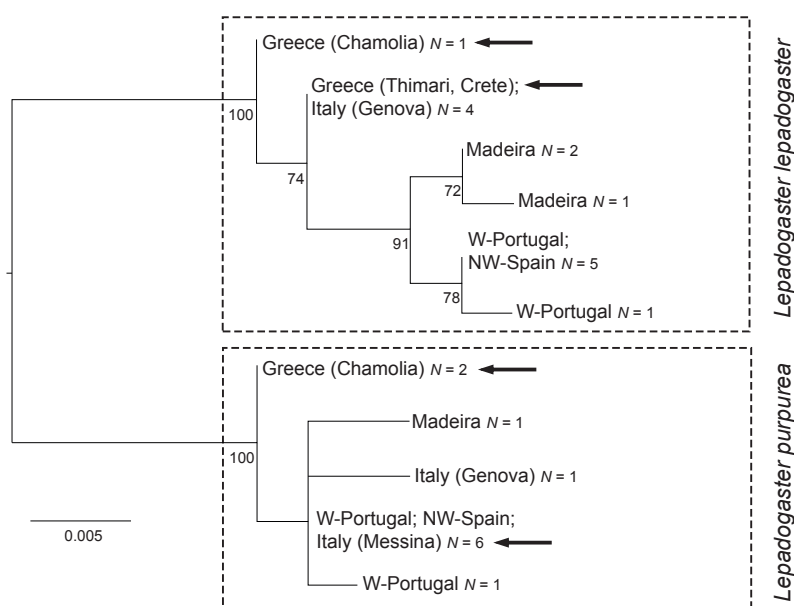 Greece (Chamolia) N = 1
100
Greece (Thimari, Crete);
Italy (Genova) N = 4
74
Madeira N = 2
72
Madeira N = 1
91
W-Portugal;
NW-Spain N = 5
78
W-Portugal N = 1
Lepadogaster lepadogaster
Greece (Chamolia) N = 2
100
Madeira N = 1
Italy (Genova) N = 1
W-Portugal; NW-Spain;
Italy (Messina) N = 6
W-Portugal N = 1
Lepadogaster purpurea
0.005